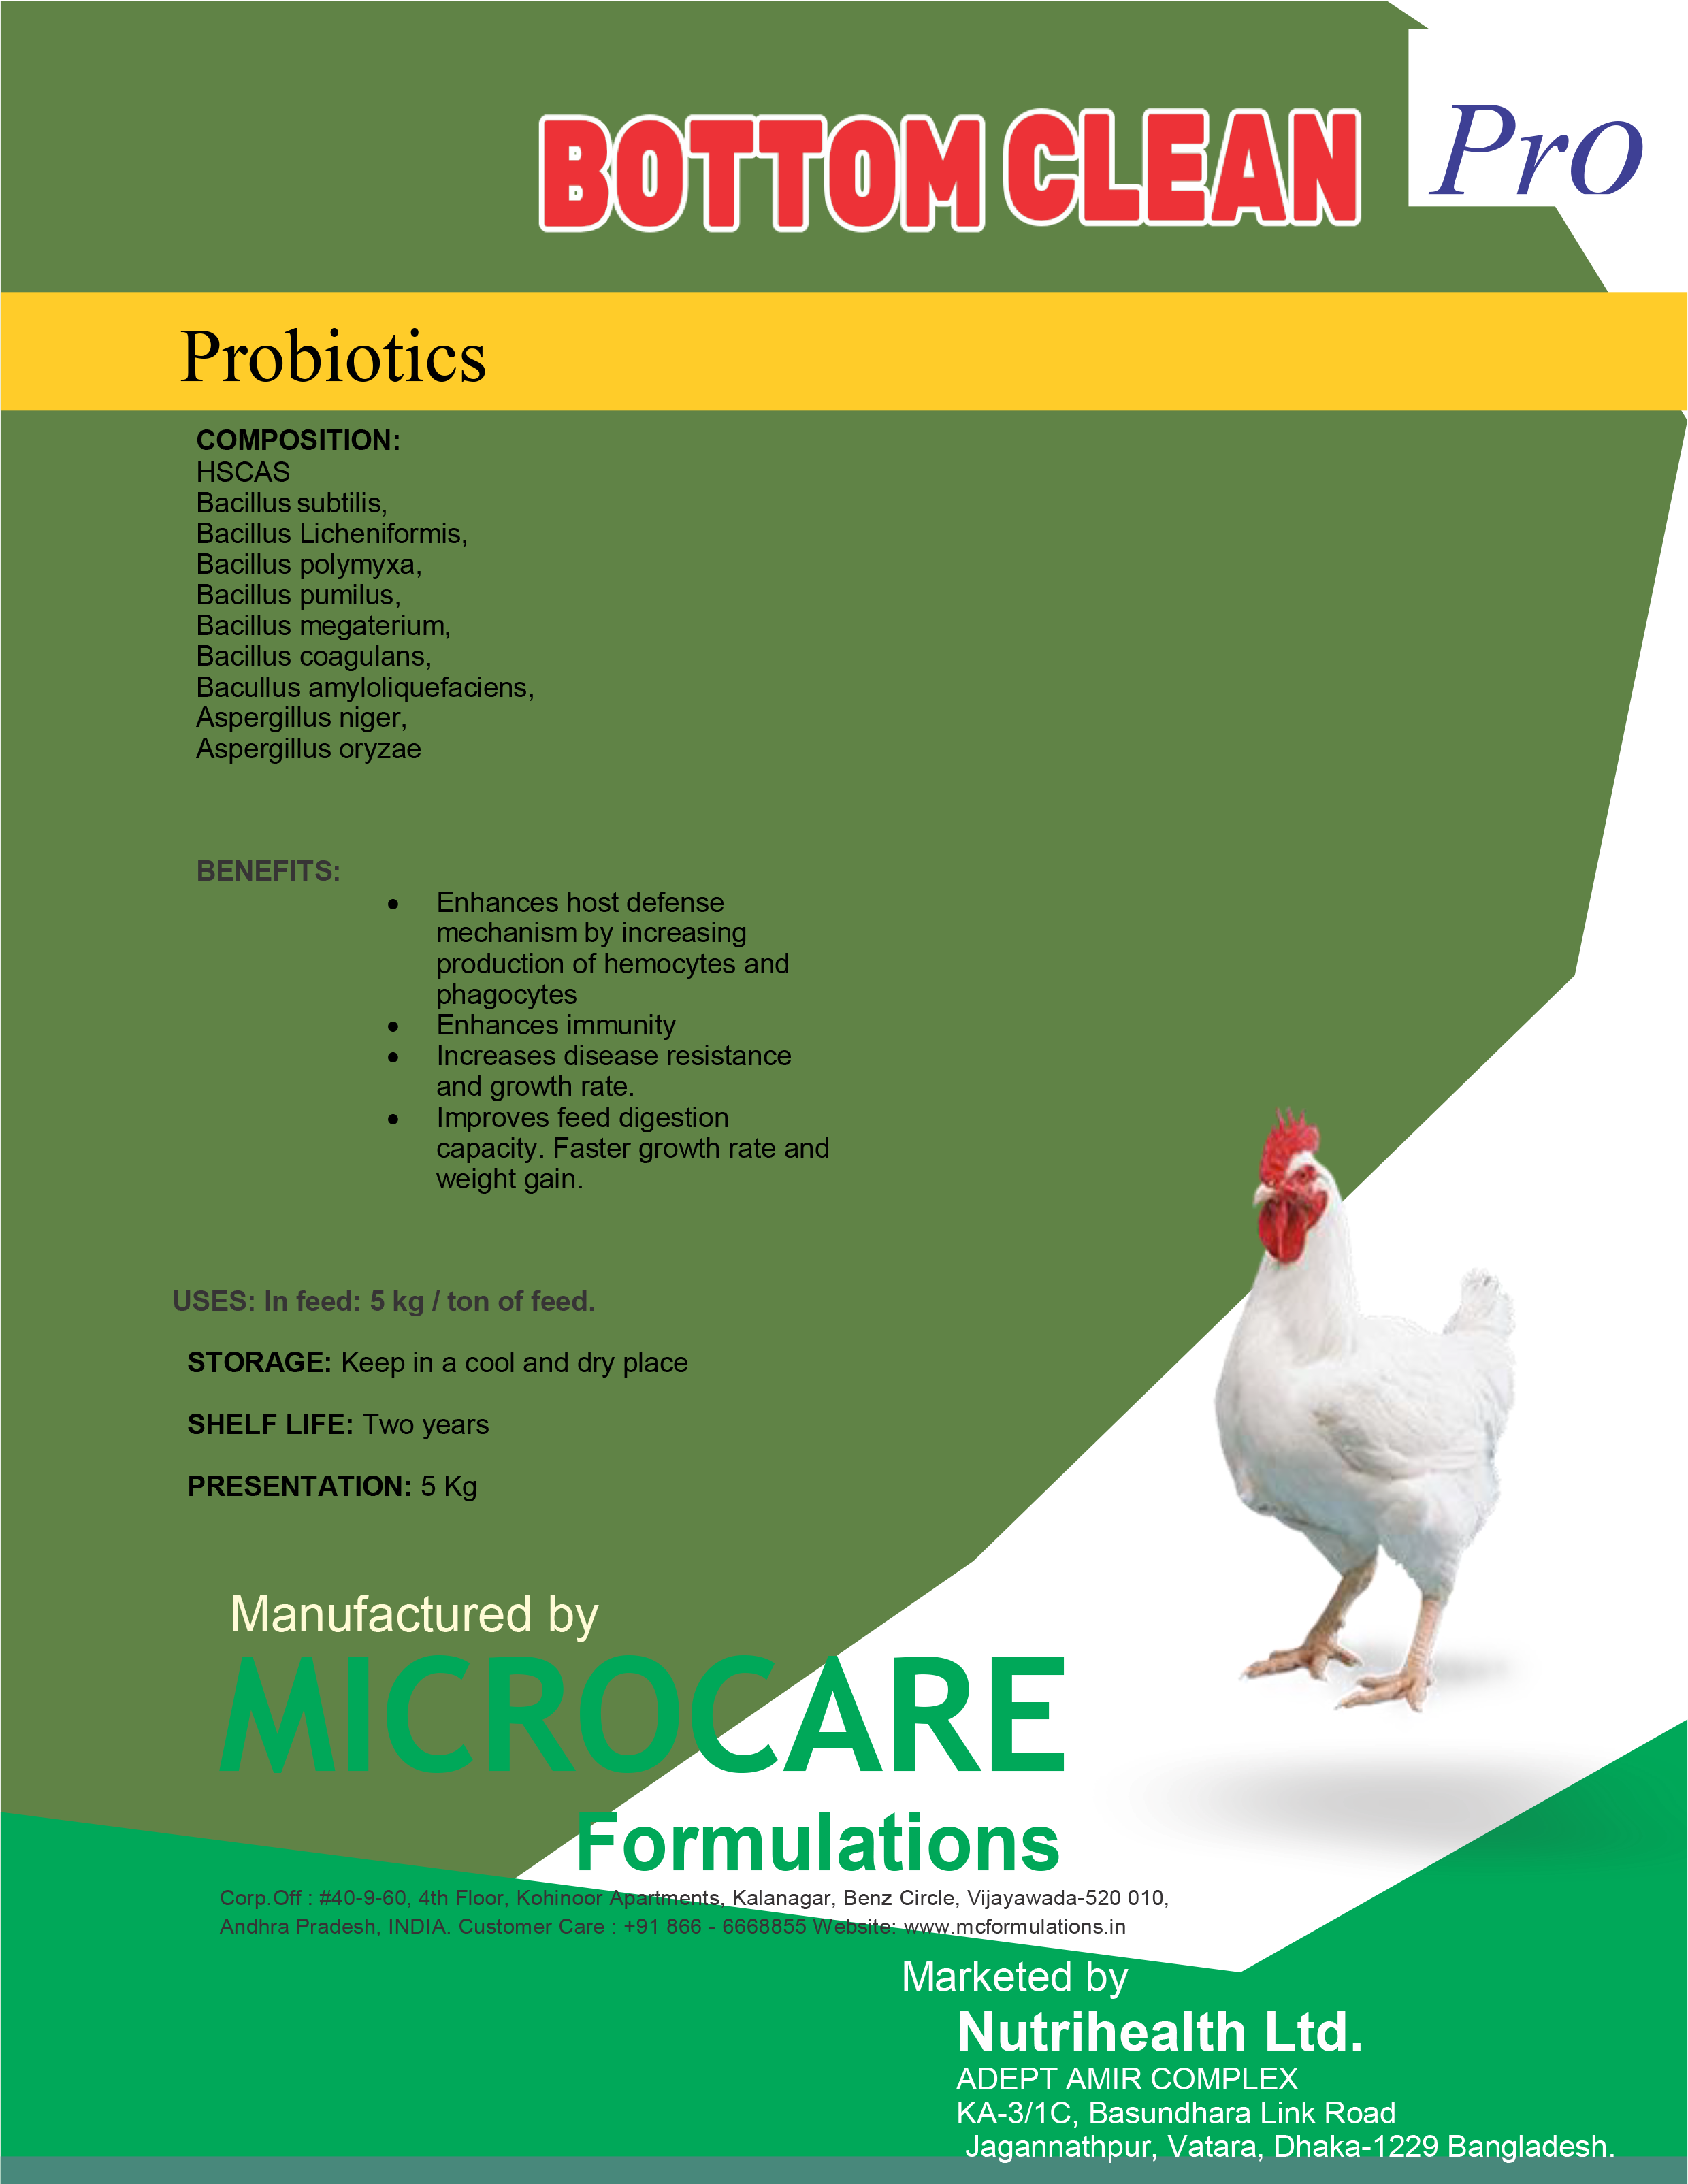 BOTTOM CLEAN Pro
Probiotics
COMPOSITION:
HSCAS
Bacillus subtilis,
Bacillus Licheniformis,
Bacillus polymyxa,
Bacillus pumilus,
Bacillus megaterium,
Bacillus coagulans,
Bacullus amyloliquefaciens,
Aspergillus niger,
Aspergillus oryzae
BENEFITS:
• Enhances host defense
mechanism by increasing
production of hemocytes and
phagocytes
• Enhances immunity
• Increases disease resistance
and growth rate.
• Improves feed digestion
capacity. Faster growth rate and
weight gain.
USES: In feed: 5 kg / ton of feed.
STORAGE: Keep in a cool and dry place
SHELF LIFE: Two years
PRESENTATION: 5 Kg
Manufactured by
MICROCARE
Formulations
Corp.Off : #40-9-60, 4th Floor, Kohinoor Apartments, Kalanagar, Benz Circle, Vijayawada-520 010,
Andhra Pradesh, INDIA. Customer Care : +91 866 - 6668855 Website: www.mcformulations.in
Marketed by
Nutrihealth Ltd.
ADEPT AMIR COMPLEX
KA-3/1C, Basundhara Link Road
Jagannathpur, Vatara, Dhaka-1229 Bangladesh.